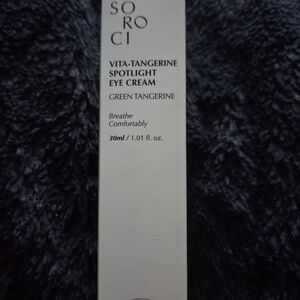 SO
RO
CI
VITA-TANGERINE
SPOTLIGHT
EYE CREAM
GREEN TANGERINE
Breathe
Comfortably
30ml / 1.01 fl. oz.